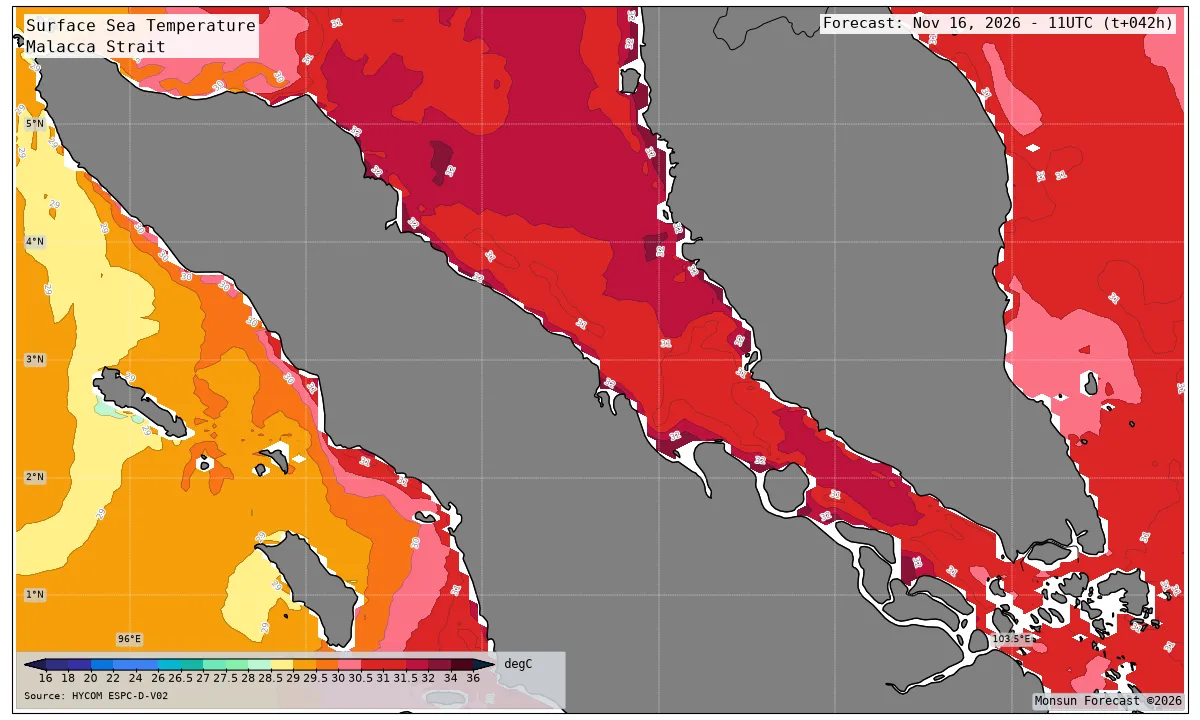 Surface Sea Temperature
Malacca Strait
Forecast: Nov 16, 2026 - 11UTC (t+042h)
5°N
4°N
3°N
2°N
1°N
96°E
103.5°E
degC
16 18 20 22 24 26 26.5 27 27.5 28 28.5 29 29.5 30 30.5 31 31.5 32 34 36
Source: HYCOM ESPC-D-V02
Monsun Forecast ©2026